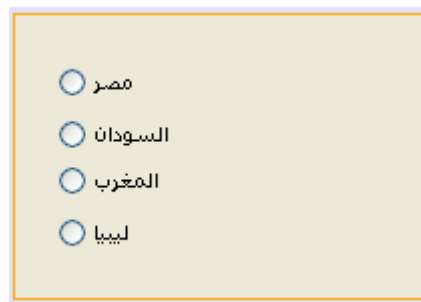 مصر
السودان
المغرب
ليبيا